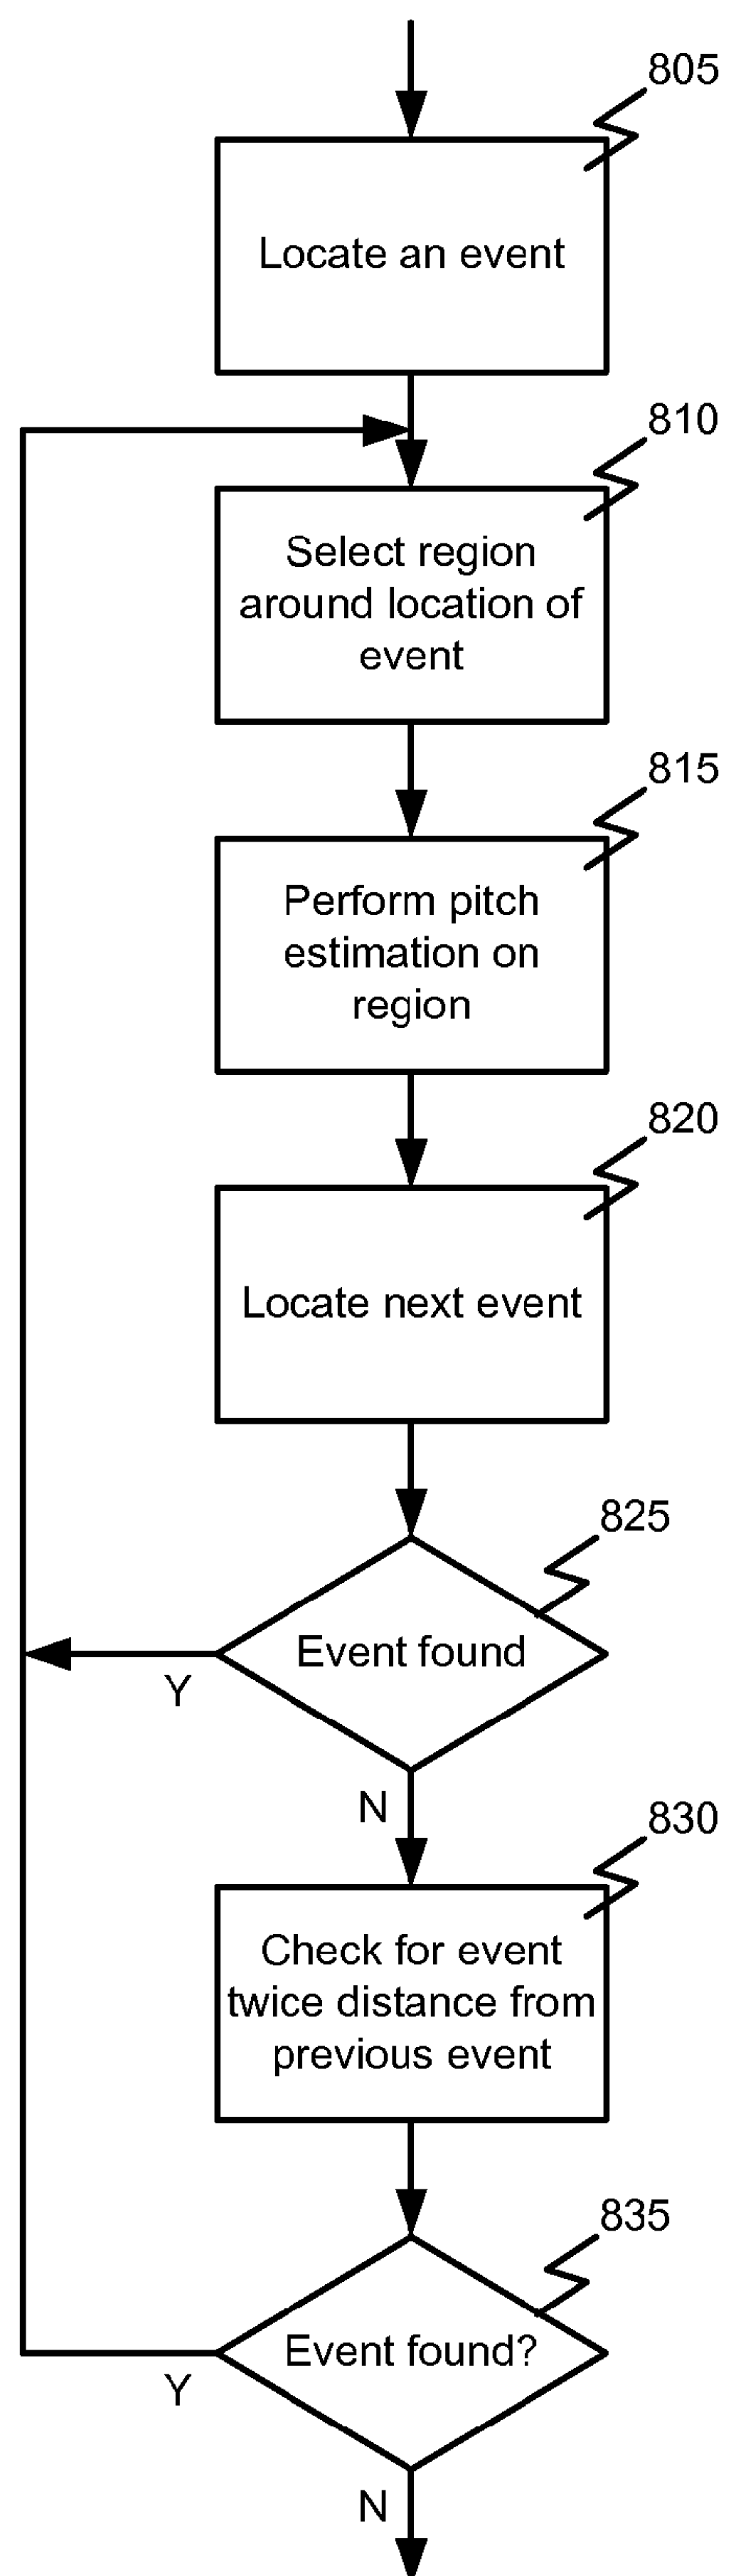 805
Locate an event
810
Select region
around location of
event
815
Perform pitch
estimation on
region
820
Locate next event
825
Event found
Y
N
830
Check for event
twice distance from
previous event
835
Event found?
Y
N